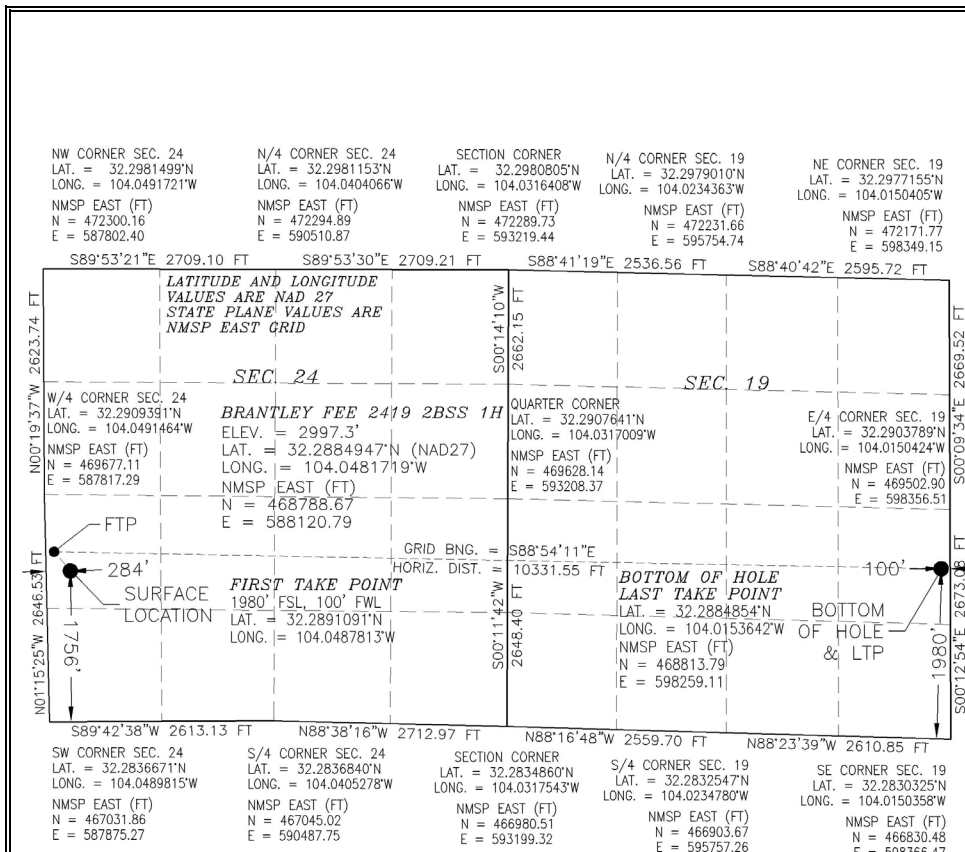 NW CORNER SEC. 24
LAT. = 32.2981499°N
LONG. = 104.0491721°W
NMSP EAST (FT)
N = 472300.16
E = 587802.40
N/4 CORNER SEC. 24
LAT. = 32.2981153°N
LONG. = 104.0404066°W
NMSP EAST (FT)
N = 472294.89
E = 590510.87
SECTION CORNER
LAT. = 32.2980805°N
LONG. = 104.0316408°W
NMSP EAST (FT)
N = 472289.73
E = 593219.44
N/4 CORNER SEC. 19
LAT. = 32.2979010°N
LONG. = 104.0234363°W
NMSP EAST (FT)
N = 472231.66
E = 595754.74
NE CORNER SEC. 19
LAT. = 32.2977155°N
LONG. = 104.0150405°W
NMSP EAST (FT)
N = 472171.77
E = 598349.15
S89°53'21"E 2709.10 FT
S89°53'30"E 2709.21 FT
S88°41'19"E 2536.56 FT
S88°40'42"E 2595.72 FT
LATITUDE AND LONGITUDE
VALUES ARE NAD 27
STATE PLANE VALUES ARE
NMSP EAST GRID
N00°19'37"W 2623.74 FT
S00°14'10"W
2662.15 FT
S00°09'34"E 2669.52 FT
SEC. 24
SEC. 19
W/4 CORNER SEC. 24
LAT. = 32.2909391°N
LONG. = 104.0491464°W
NMSP EAST (FT)
N = 469677.11
E = 587817.29
BRANTLEY FEE 2419 2BSS 1H
ELEV. = 2997.3'
LAT. = 32.2884947°N (NAD27)
LONG. = 104.0481719°W
NMSP EAST (FT)
N = 468788.67
E = 588120.79
QUARTER CORNER
LAT. = 32.2907641°N
LONG. = 104.0317009°W
NMSP EAST (FT)
N = 469628.14
E = 593208.37
E/4 CORNER SEC. 19
LAT. = 32.2903789°N
LONG. = 104.0150424°W
NMSP EAST (FT)
N = 469502.90
E = 598356.51
FTP
GRID BNG. = S88°54'11"E
HORIZ. DIST. = 10331.55 FT
284'
SURFACE
LOCATION
1756'
FIRST TAKE POINT
1980' FSL, 100' FWL
LAT. = 32.2891091°N
LONG. = 104.0487813°W
BOTTOM OF HOLE
LAST TAKE POINT
LAT. = 32.2884854°N
LONG. = 104.0153642°W
NMSP EAST (FT)
N = 468813.79
E = 598259.11
100'
BOTTOM
OF HOLE
& LTP
1980'
N01°15'25"W 2646.53 FT
S00°11'42"W
2648.40 FT
S00°12'54"E 2673.08 FT
S89°42'38"W 2613.13 FT
N88°38'16"W 2712.97 FT
N88°16'48"W 2559.70 FT
N88°23'39"W 2610.85 FT
SW CORNER SEC. 24
LAT. = 32.2836671°N
LONG. = 104.0489815°W
NMSP EAST (FT)
N = 467031.86
E = 587875.27
S/4 CORNER SEC. 24
LAT. = 32.2836840°N
LONG. = 104.0405278°W
NMSP EAST (FT)
N = 467045.02
E = 590487.75
SECTION CORNER
LAT. = 32.2834860°N
LONG. = 104.0317543°W
NMSP EAST (FT)
N = 466980.51
E = 593199.32
S/4 CORNER SEC. 19
LAT. = 32.2832547°N
LONG. = 104.0234780°W
NMSP EAST (FT)
N = 466903.67
E = 595757.26
SE CORNER SEC. 19
LAT. = 32.2830325°N
LONG. = 104.0150358°W
NMSP EAST (FT)
N = 466830.48
E = 598366.47